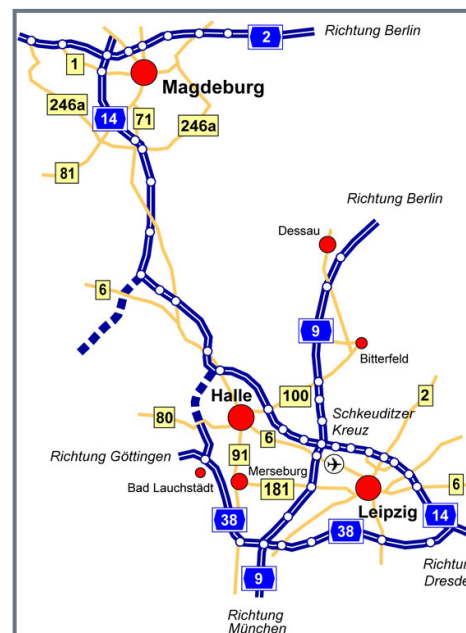 Richtung Berlin
2
1
Magdeburg
246a
14
71
246a
81
Richtung Berlin
Dessau
6
9
Bitterfeld
Halle
100
2
Schkeuditzer
Kreuz
80
6
Richtung Göttingen
91
Merseburg
181
6
Bad Lauchstädt
Leipzig
38
38
14
9
Richtun
Dresde
Richtung
München